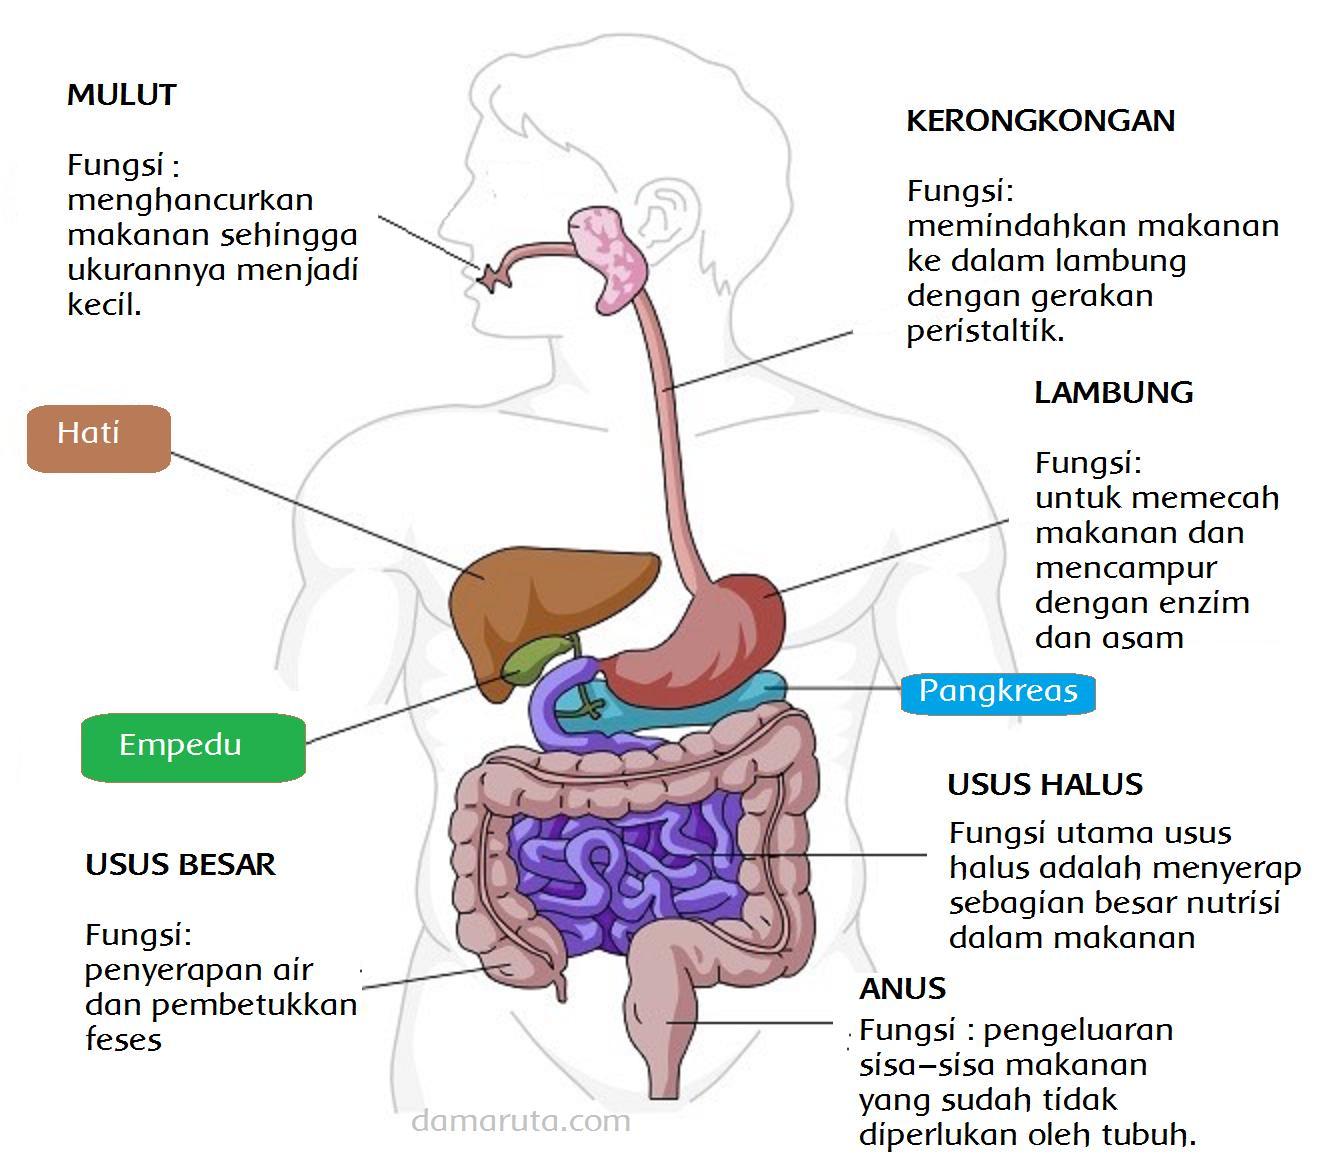 MULUT
Fungsi :
menghancurkan
makanan sehingga
ukurannya menjadi
kecil.
KERONGKONGAN
Fungsi:
memindahkan makanan
ke dalam lambung
dengan gerakan
peristaltik.
LAMBUNG
Fungsi:
untuk memecah
makanan dan
mencampur
dengan enzim
dan asam
Hati
Pangkreas
Empedu
USUS HALUS
Fungsi utama usus
halus adalah menyerap
sebagian besar nutrisi
dalam makanan
USUS BESAR
Fungsi:
penyerapan air
dan pembetukkan
feses
ANUS
Fungsi : pengeluaran
sisa-sisa makanan
yang sudah tidak
diperlukan oleh tubuh.
damaruta.com